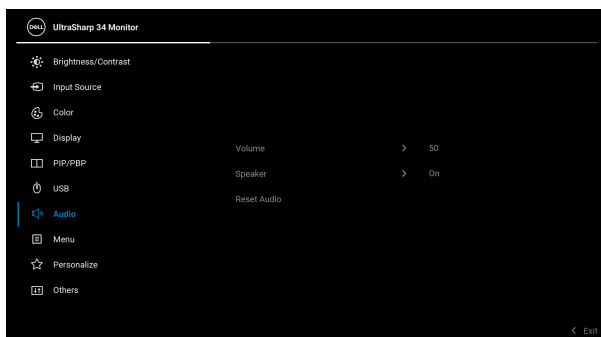 DELL UltraSharp 34 Monitor
Brightness/Contrast
Input Source
Color
Display
PIP/PBP
USB
Audio
Menu
Personalize
Others
Volume > 50
Speaker > On
Reset Audio
< Exit